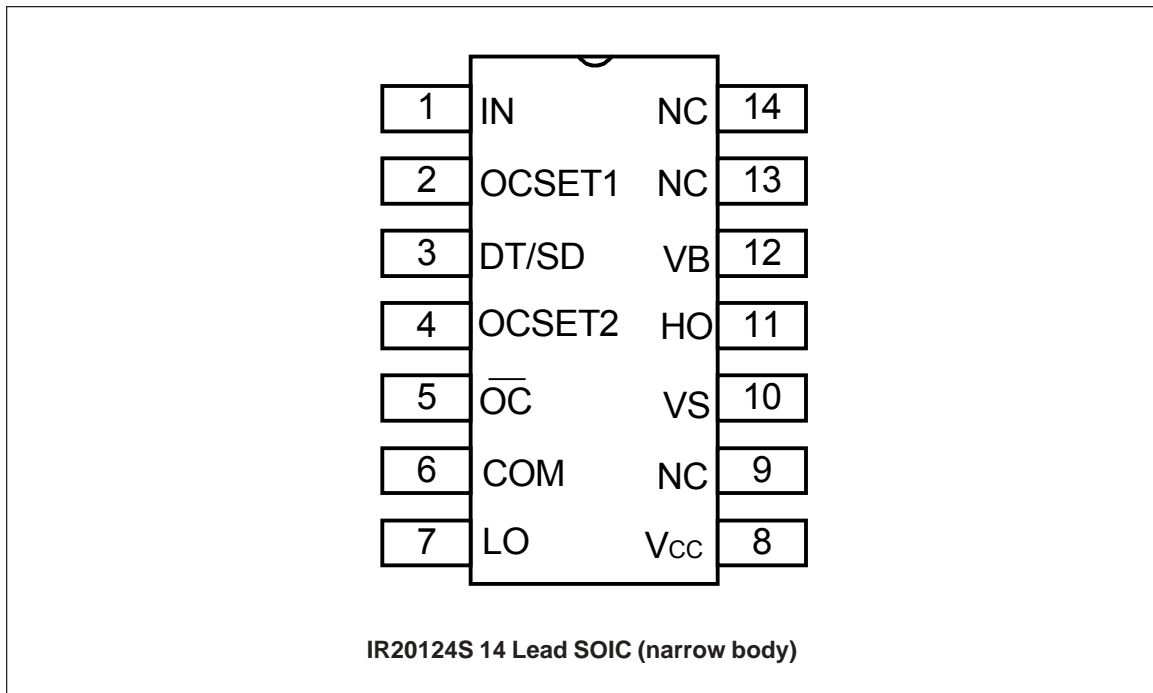 1 IN NC 14
2 OCSET1 NC 13
3 DT/SD VB 12
4 OCSET2 HO 11
5 O̅C̅ VS 10
6 COM NC 9
7 LO VCC 8
IR20124S 14 Lead SOIC (narrow body)